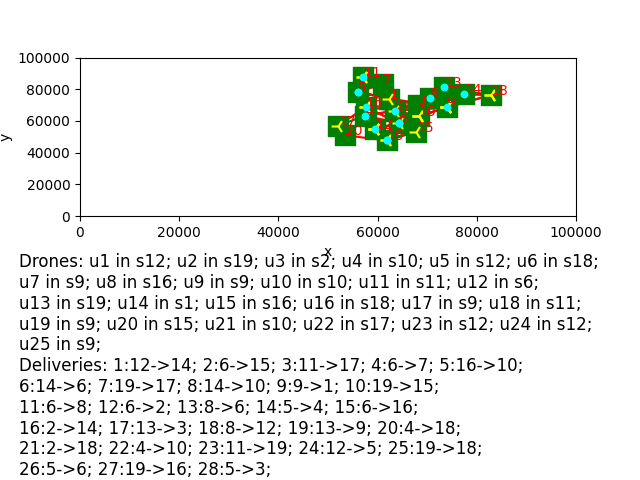 100000
80000
60000
40000
20000
0
y
0 20000 40000 60000 80000 100000
x
Drones: u1 in s12; u2 in s19; u3 in s2; u4 in s10; u5 in s12; u6 in s18;
u7 in s9; u8 in s16; u9 in s9; u10 in s10; u11 in s11; u12 in s6;
u13 in s19; u14 in s1; u15 in s16; u16 in s18; u17 in s9; u18 in s11;
u19 in s9; u20 in s15; u21 in s10; u22 in s17; u23 in s12; u24 in s12;
u25 in s9;
Deliveries: 1:12->14; 2:6->15; 3:11->17; 4:6->7; 5:16->10;
6:14->6; 7:19->17; 8:14->10; 9:9->1; 10:19->15;
11:6->8; 12:6->2; 13:8->6; 14:5->4; 15:6->16;
16:2->14; 17:13->3; 18:8->12; 19:13->9; 20:4->18;
21:2->18; 22:4->10; 23:11->19; 24:12->5; 25:19->18;
26:5->6; 27:19->16; 28:5->3;